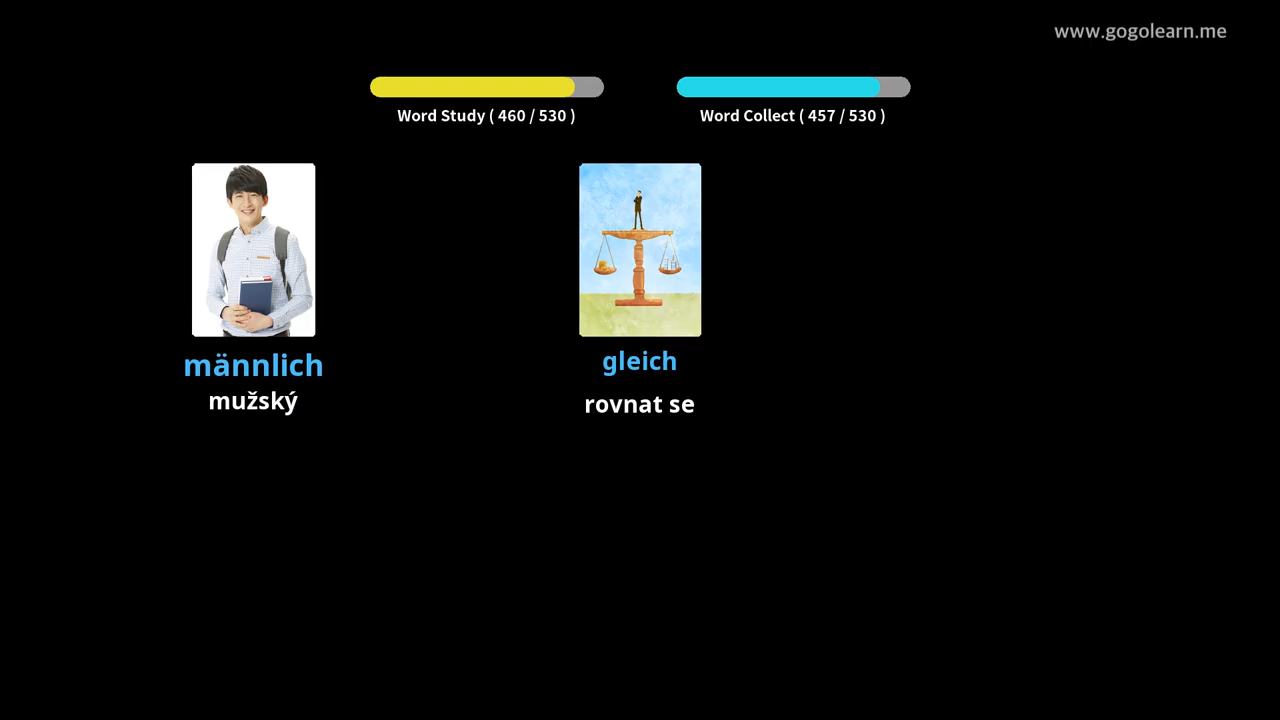 www.gogolearn.me
Word Study ( 460 / 530 )
Word Collect ( 457 / 530 )
männlich
mužský
gleich
rovnat se